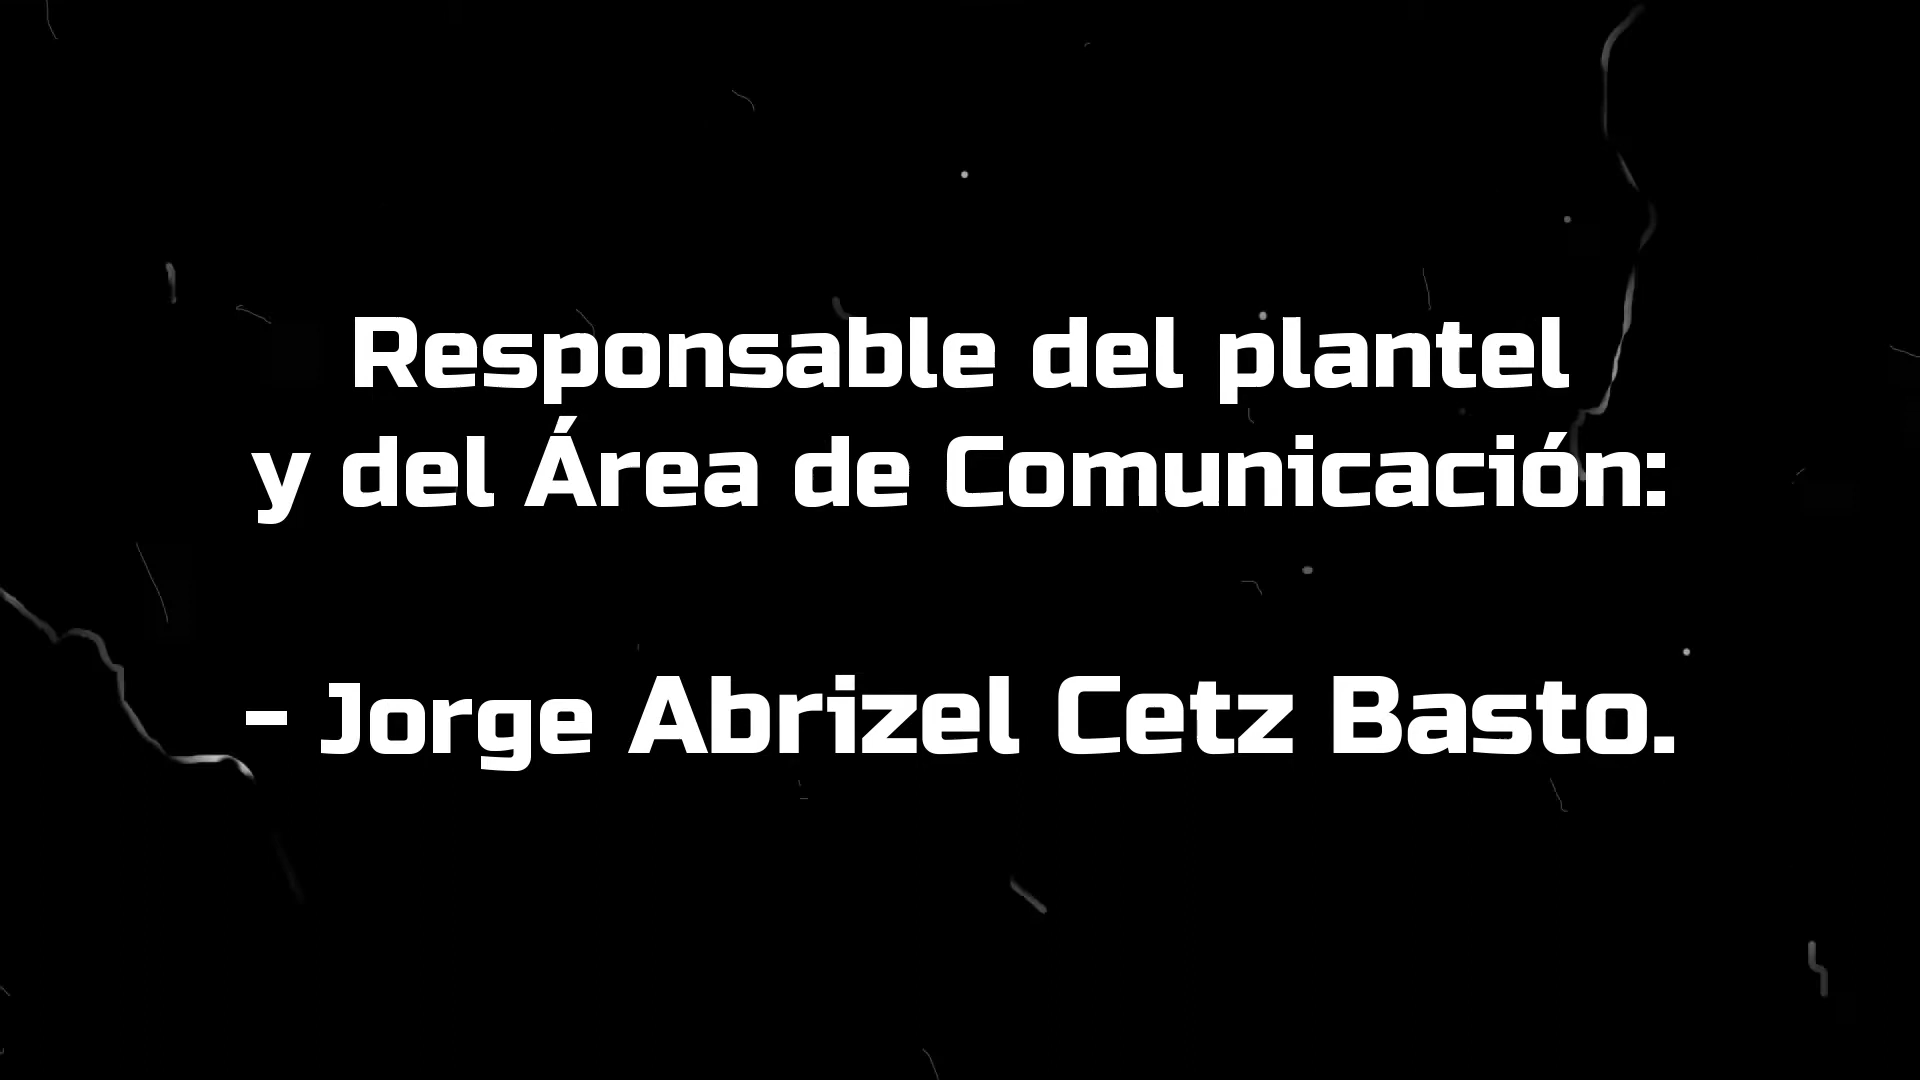 Responsable del plantel
y del Área de Comunicación:
- Jorge Abrizel Cetz Basto.